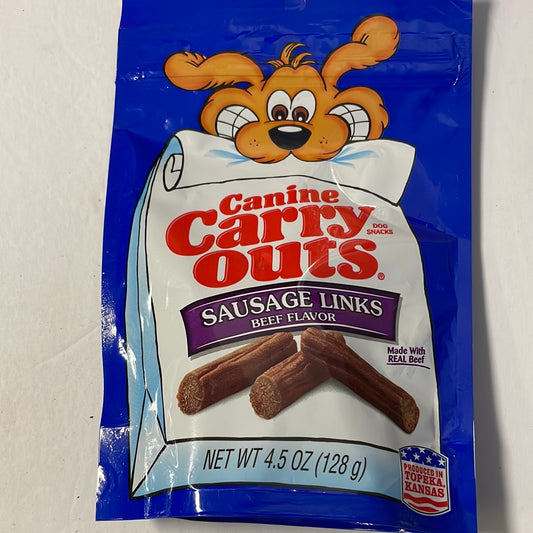 Canine
Carry
outs®
DOG
SNACKS
SAUSAGE LINKS
BEEF FLAVOR
Made With
REAL Beef
NET WT 4.5 OZ (128 g)
PRODUCED IN
TOPEKA,
KANSAS